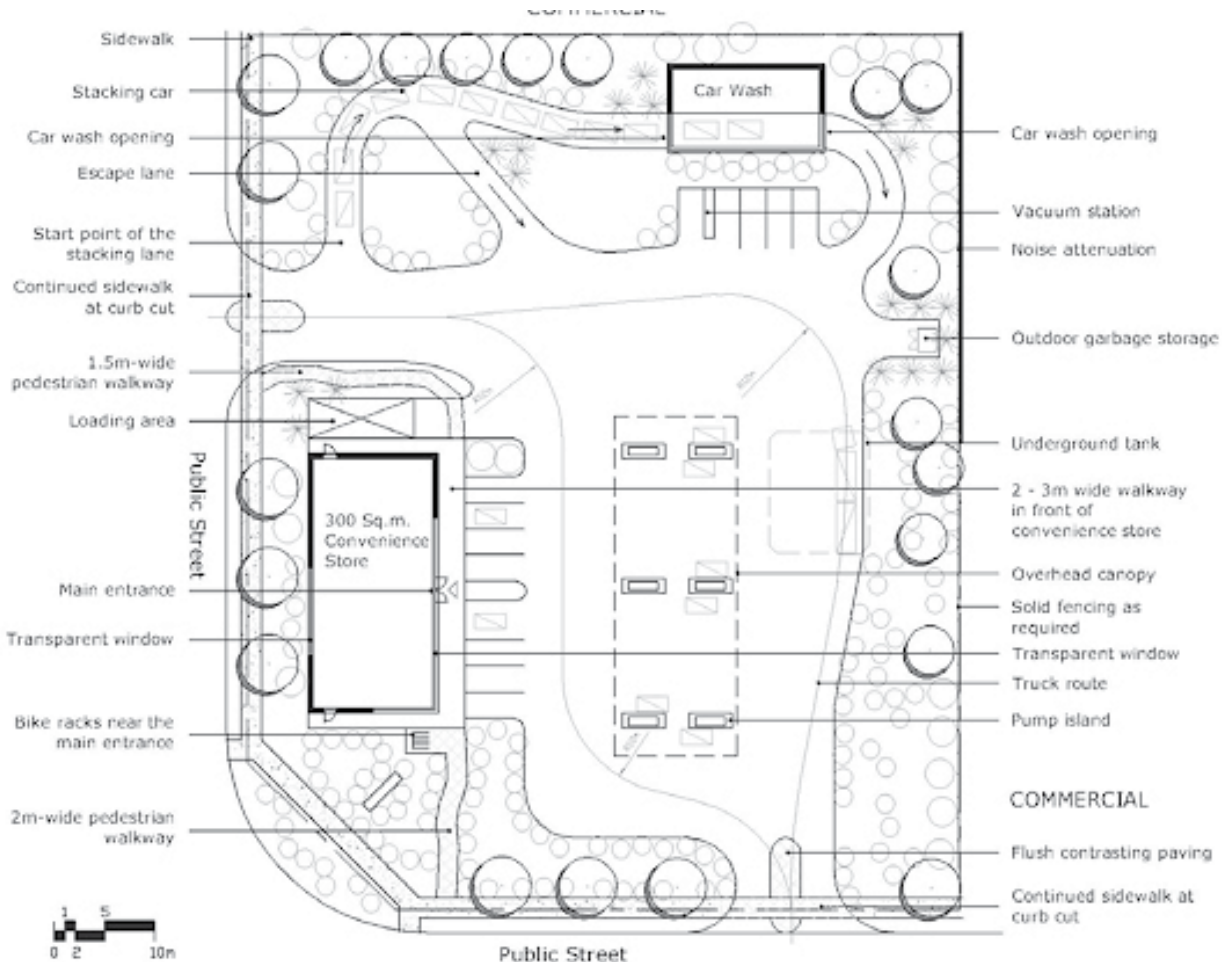 COMMERCIAL
Sidewalk
Stacking car
Car wash opening
Escape lane
Start point of the
stacking lane
Continued sidewalk
at curb cut
1.5m-wide
pedestrian walkway
Loading area
Public Street
Main entrance
Transparent window
Bike racks near the
main entrance
2m-wide pedestrian
walkway
1 5
0 2 10m
Car Wash
300 Sq.m.
Convenience
Store
Car wash opening
Vacuum station
Noise attenuation
Outdoor garbage storage
Underground tank
2 - 3m wide walkway
in front of
convenience store
Overhead canopy
Solid fencing as
required
Transparent window
Truck route
Pump island
COMMERCIAL
Flush contrasting paving
Continued sidewalk at
curb cut
Public Street